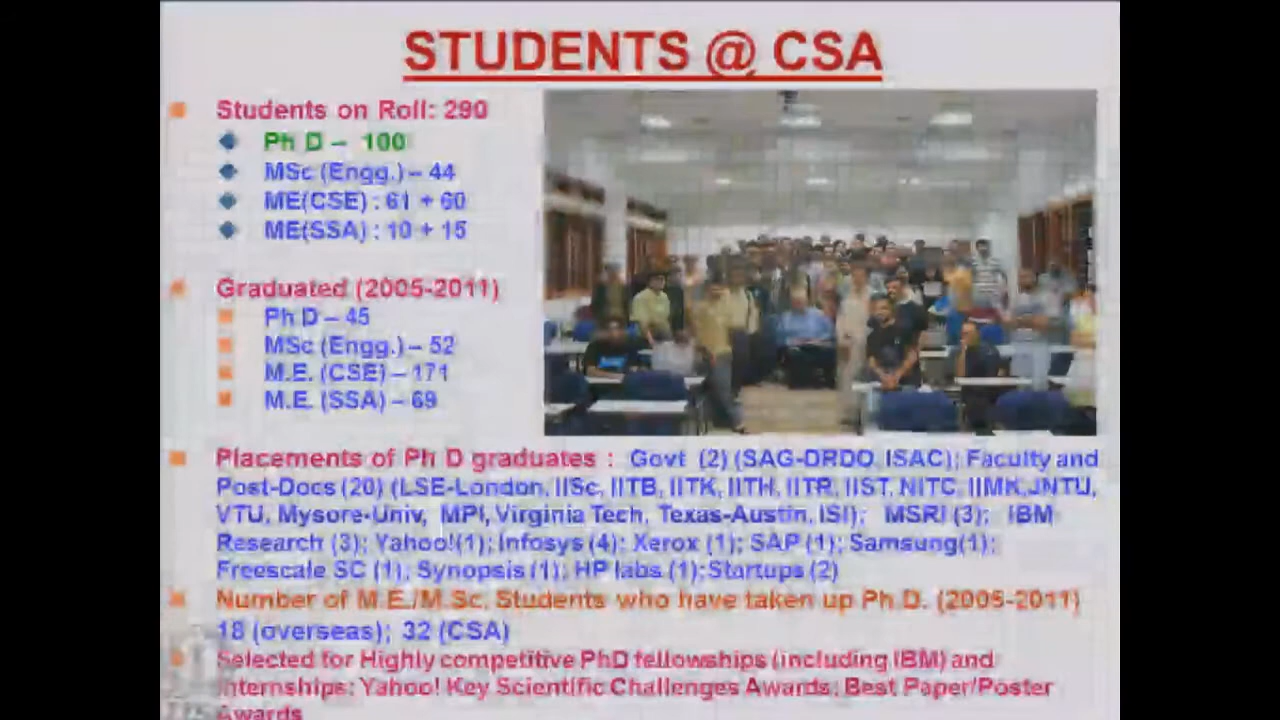 STUDENTS @ CSA
Students on Roll: 290
Ph D – 100
MSc (Engg.) – 44
ME(CSE) : 61 + 60
ME(SSA) : 10 + 15
Graduated (2005-2011)
Ph D – 45
MSc (Engg.) – 52
M.E. (CSE) – 171
M.E. (SSA) – 69
Placements of Ph D graduates : Govt (2) (SAG-DRDO, ISAC); Faculty and
Post-Docs (20) (LSE-London, IISc, IITB, IITK, IITH, IITR, IIST, NITC, IIMK, JNTU,
VTU, Mysore-Univ, MPI, Virginia Tech, Texas-Austin, ISI); MSRI (3); IBM
Research (3); Yahoo!(1); Infosys (4); Xerox (1); SAP (1); Samsung(1);
Freescale SC (1); Synopsis (1); HP labs (1); Startups (2)
Number of M.E./M.Sc. Students who have taken up Ph.D. (2005-2011)
18 (overseas); 32 (CSA)
Selected for Highly competitive PhD fellowships (including IBM) and
Internships; Yahoo! Key Scientific Challenges Awards; Best Paper/Poster
Awards